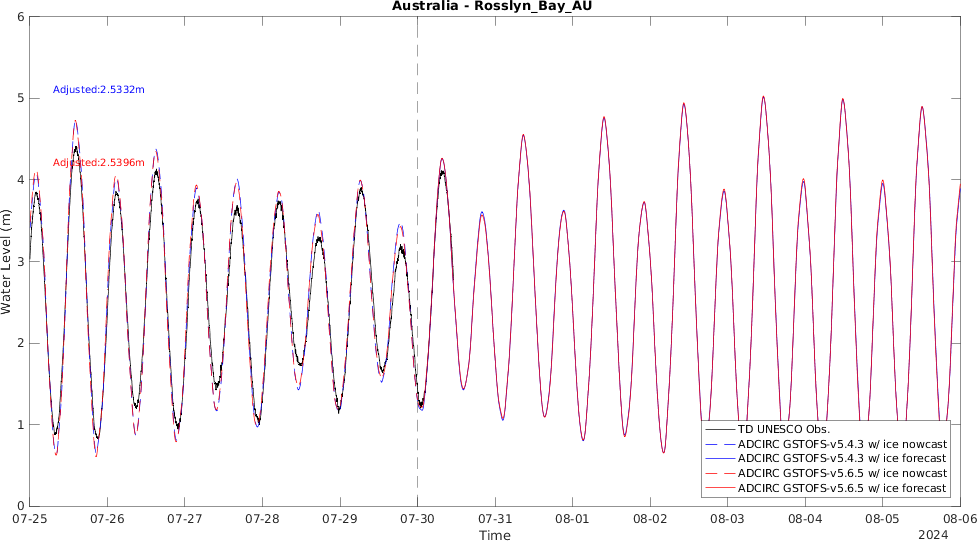 Australia - Rosslyn_Bay_AU
6
5
4
3
2
1
0
Water Level (m)
Adjusted:2.5332m
Adjusted:2.5396m
TD UNESCO Obs.
ADCIRC GSTOFS-v5.4.3 w/ ice nowcast
ADCIRC GSTOFS-v5.4.3 w/ ice forecast
ADCIRC GSTOFS-v5.6.5 w/ ice nowcast
ADCIRC GSTOFS-v5.6.5 w/ ice forecast
07-25 07-26 07-27 07-28 07-29 07-30 07-31 08-01 08-02 08-03 08-04 08-05 08-06
Time
2024